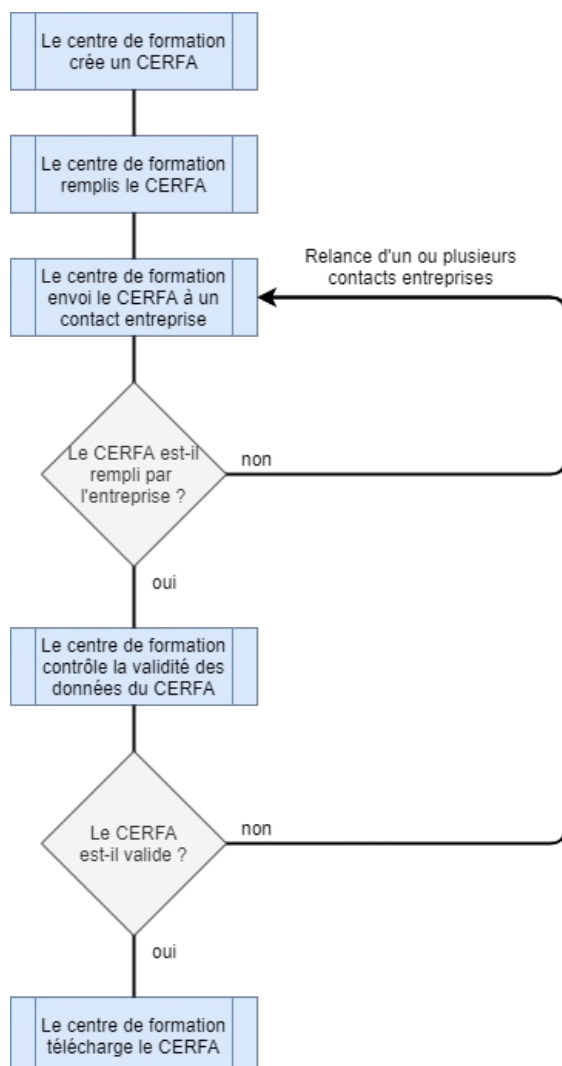 Le centre de formation
crée un CERFA
Le centre de formation
remplis le CERFA
Le centre de formation
envoi le CERFA à un
contact entreprise
Relance d'un ou plusieurs
contacts entreprises
Le CERFA est-il
rempli par
l'entreprise ?
non
oui
Le centre de formation
contrôle la validité des
données du CERFA
Le CERFA
est-il valide ?
non
oui
Le centre de formation
télécharge le CERFA